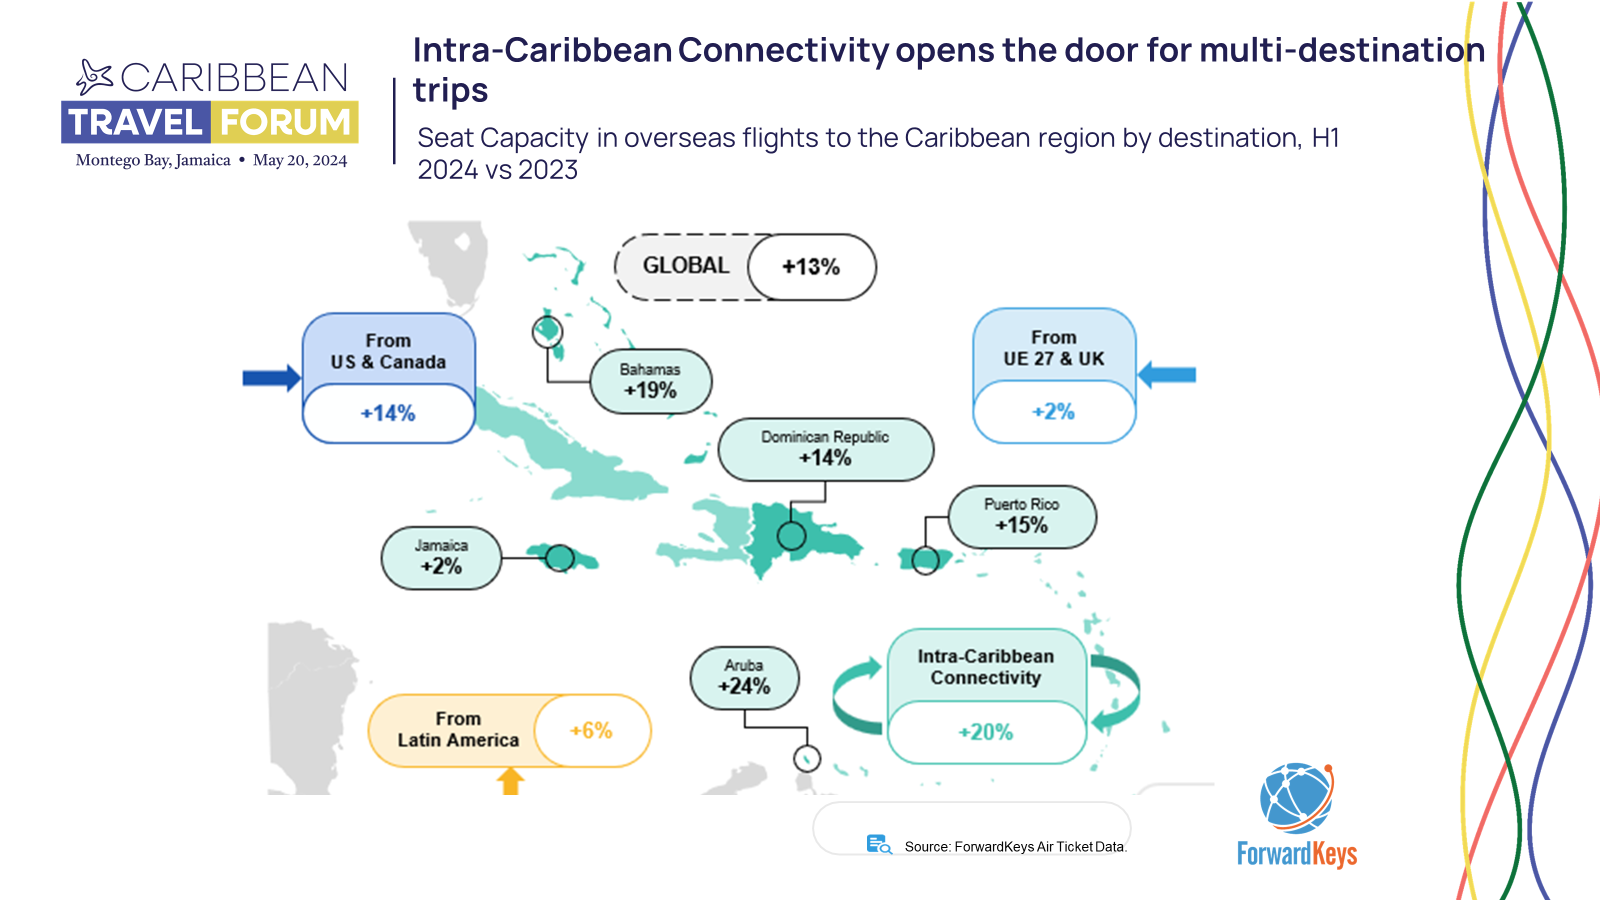 CARIBBEAN
TRAVEL FORUM
Montego Bay, Jamaica • May 20, 2024
Intra-Caribbean Connectivity opens the door for multi-destination
trips
Seat Capacity in overseas flights to the Caribbean region by destination, H1
2024 vs 2023
GLOBAL +13%
From
US & Canada
+14%
Bahamas
+19%
From
UE 27 & UK
+2%
Dominican Republic
+14%
Puerto Rico
+15%
Jamaica
+2%
Aruba
+24%
Intra-Caribbean
Connectivity
+20%
From
Latin America
+6%
Source: ForwardKeys Air Ticket Data.
ForwardKeys